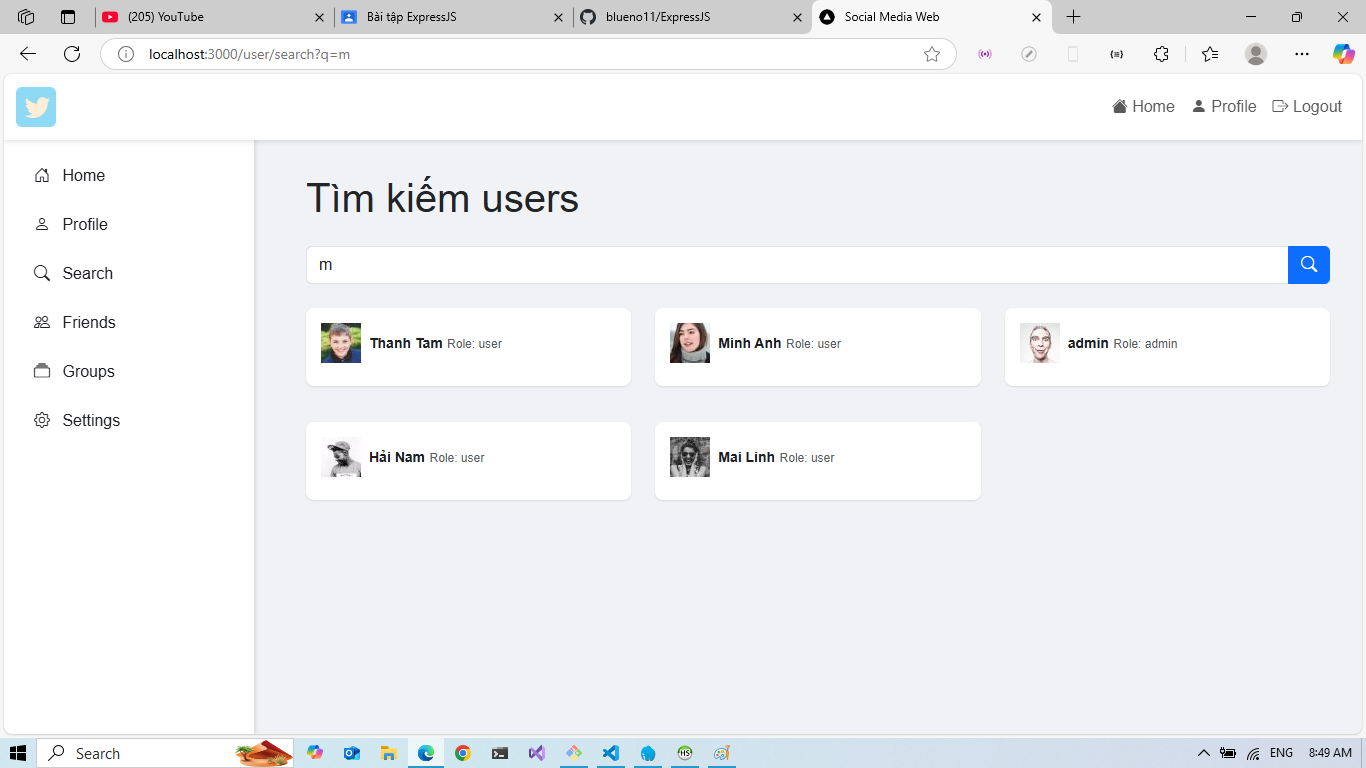 (205) YouTube
Bài tập ExpressJS
blueno11/ExpressJS
Social Media Web
localhost:3000/user/search?q=m
Home Profile Logout
Home
Profile
Search
Friends
Groups
Settings
Tìm kiếm users
m
Thanh Tam Role: user
Minh Anh Role: user
admin Role: admin
Hải Nam Role: user
Mai Linh Role: user
Search
ENG 8:49 AM